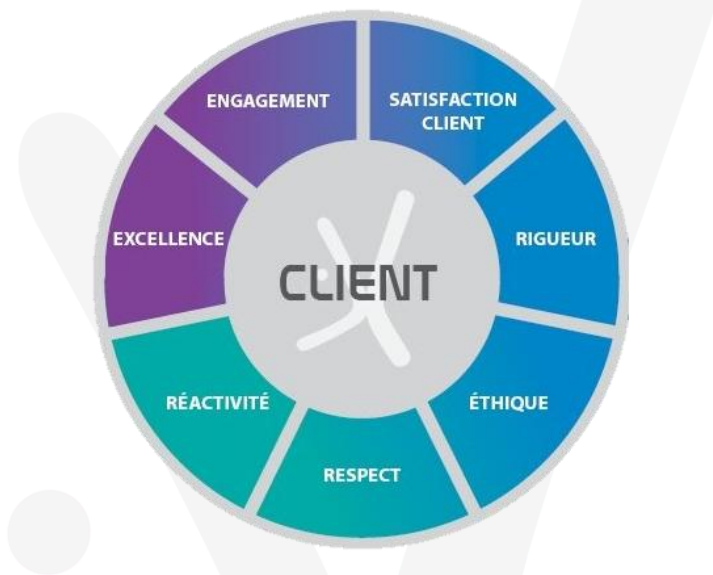 ENGAGEMENT
SATISFACTION
CLIENT
EXCELLENCE
RIGUEUR
CLIENT
RÉACTIVITÉ
ÉTHIQUE
RESPECT